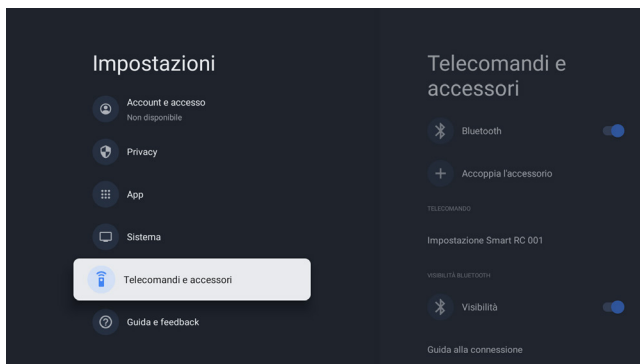 Impostazioni
Account e accesso
Non disponibile
Privacy
App
Sistema
Telecomandi e accessori
Guida e feedback
Telecomandi e
accessori
Bluetooth
Accoppia l'accessorio
TELECOMANDO
Impostazione Smart RC 001
VISIBILITÀ BLUETOOTH
Visibilità
Guida alla connessione